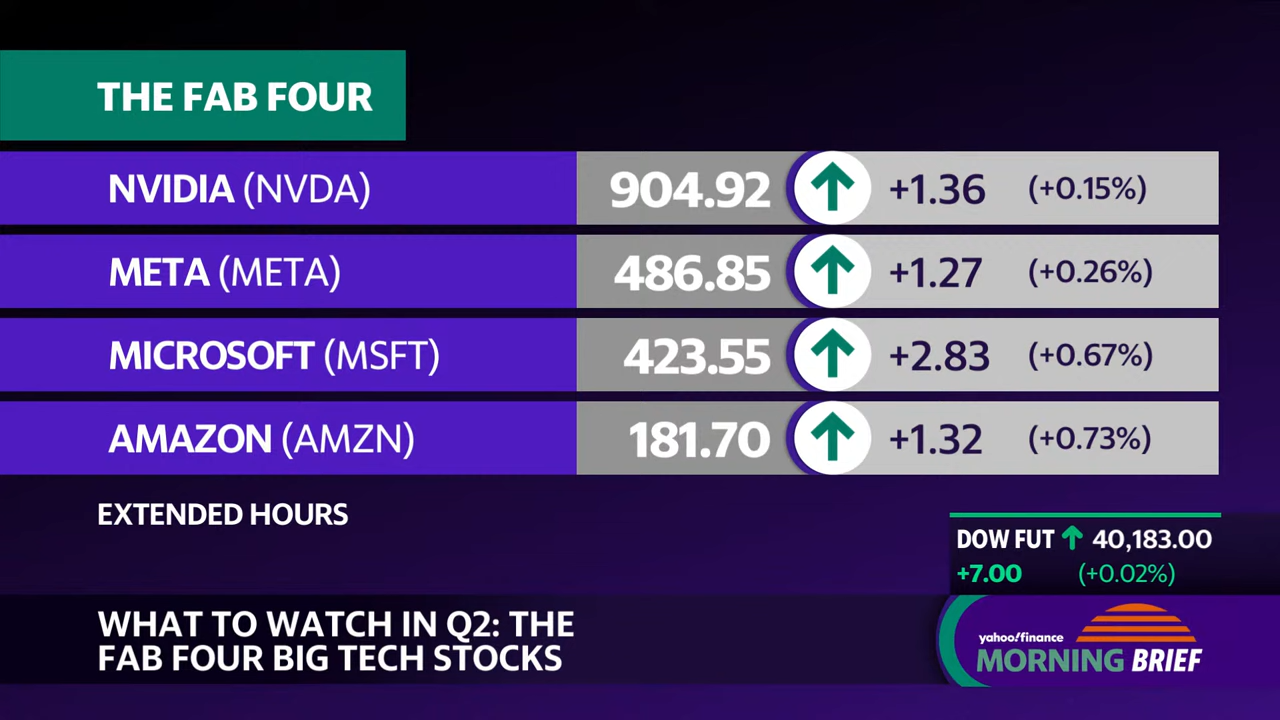 THE FAB FOUR
NVIDIA (NVDA) 904.92 +1.36 (+0.15%)
META (META) 486.85 +1.27 (+0.26%)
MICROSOFT (MSFT) 423.55 +2.83 (+0.67%)
AMAZON (AMZN) 181.70 +1.32 (+0.73%)
EXTENDED HOURS
DOW FUT 40,183.00
+7.00 (+0.02%)
WHAT TO WATCH IN Q2: THE
FAB FOUR BIG TECH STOCKS
yahoo!finance
MORNING BRIEF